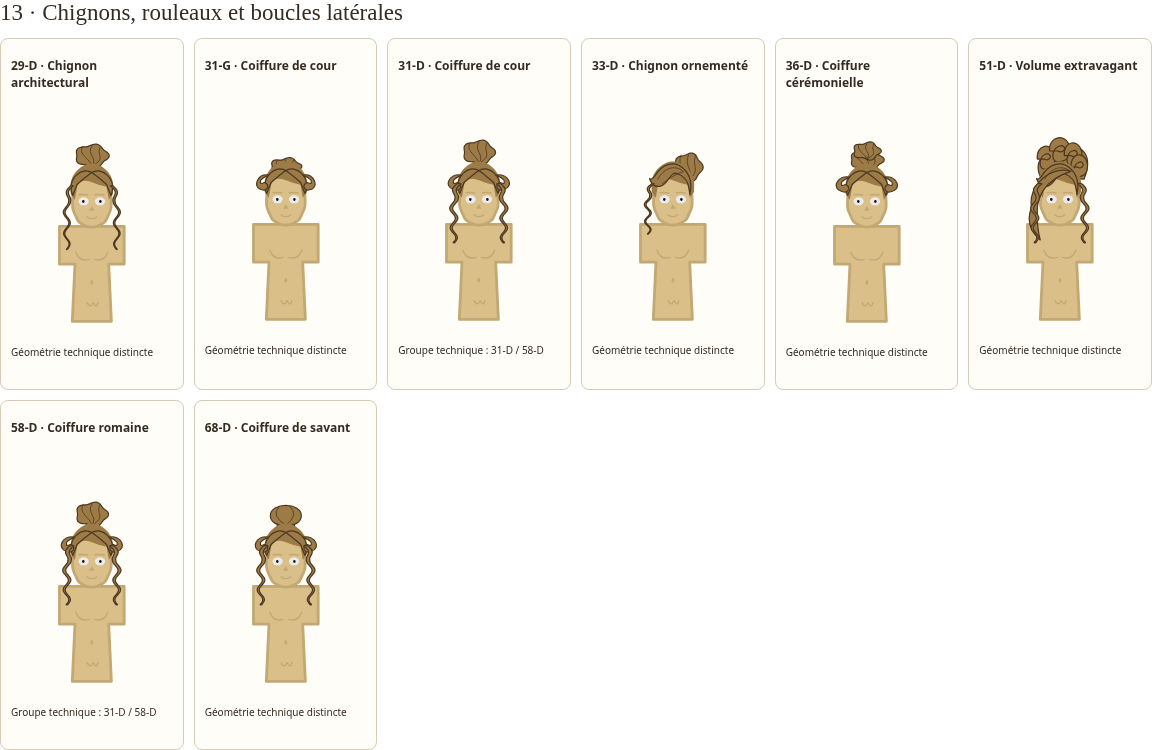 13 · Chignons, rouleaux et boucles latérales
29-D · Chignon
architectural
Géométrie technique distincte
31-G · Coiffure de cour
Géométrie technique distincte
31-D · Coiffure de cour
Groupe technique : 31-D / 58-D
33-D · Chignon ornementé
Géométrie technique distincte
36-D · Coiffure
cérémonielle
Géométrie technique distincte
51-D · Volume extravagant
Géométrie technique distincte
58-D · Coiffure romaine
Groupe technique : 31-D / 58-D
68-D · Coiffure de savant
Géométrie technique distincte